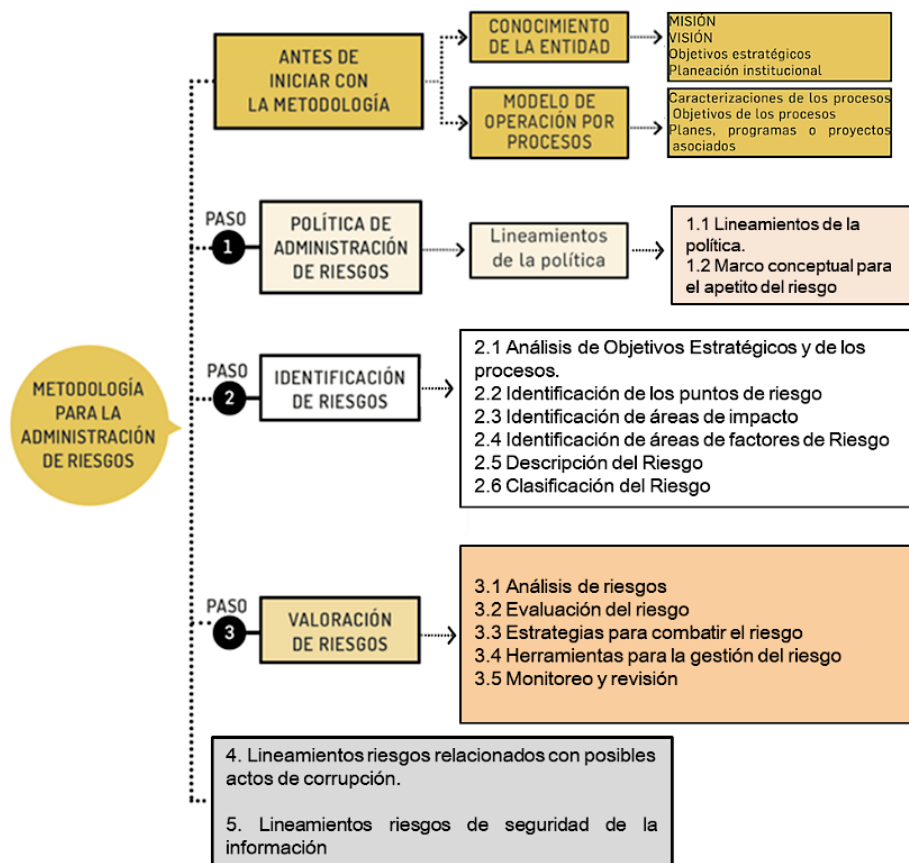 ANTES DE
INICIAR CON
LA METODOLOGÍA
CONOCIMIENTO
DE LA ENTIDAD
MISIÓN
VISIÓN
Objetivos estratégicos
Planeación institucional
MODELO DE
OPERACIÓN POR
PROCESOS
Caracterizaciones de los procesos
Objetivos de los procesos
Planes, programas o proyectos
asociados
PASO
1
POLÍTICA DE
ADMINISTRACIÓN
DE RIESGOS
Lineamientos
de la política
1.1 Lineamientos de la
política.
1.2 Marco conceptual para
el apetito del riesgo
METODOLOGÍA
PARA LA
ADMINISTRACIÓN
DE RIESGOS
PASO
2
IDENTIFICACIÓN
DE RIESGOS
2.1 Análisis de Objetivos Estratégicos y de los
procesos.
2.2 Identificación de los puntos de riesgo
2.3 Identificación de áreas de impacto
2.4 Identificación de áreas de factores de Riesgo
2.5 Descripción del Riesgo
2.6 Clasificación del Riesgo
PASO
3
VALORACIÓN
DE RIESGOS
3.1 Análisis de riesgos
3.2 Evaluación del riesgo
3.3 Estrategias para combatir el riesgo
3.4 Herramientas para la gestión del riesgo
3.5 Monitoreo y revisión
4. Lineamientos riesgos relacionados con posibles
actos de corrupción.
5. Lineamientos riesgos de seguridad de la
información